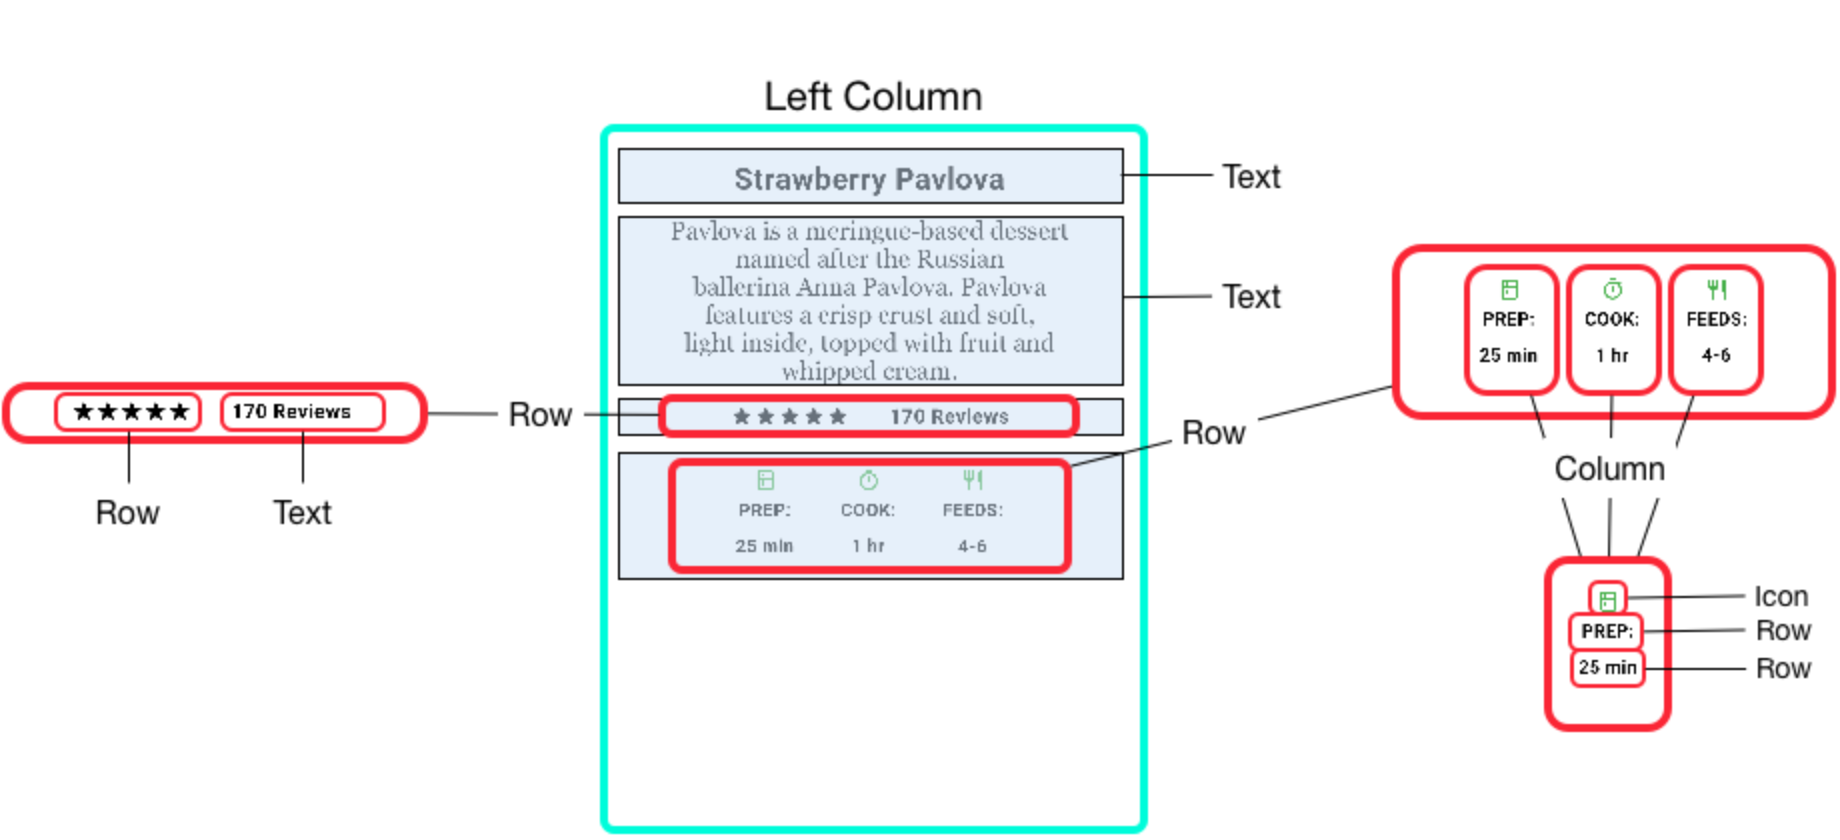 Left Column
Strawberry Pavlova
Text
Pavlova is a meringue-based dessert
named after the Russian
ballerina Anna Pavlova. Pavlova
features a crisp crust and soft,
light inside, topped with fruit and
whipped cream.
Text
★★★★★ 170 Reviews
Row
Row
Text
★★★★★ 170 Reviews
PREP: COOK: FEEDS:
25 min 1 hr 4-6
Row
PREP: COOK: FEEDS:
25 min 1 hr 4-6
Column
Icon
PREP:
Row
25 min
Row